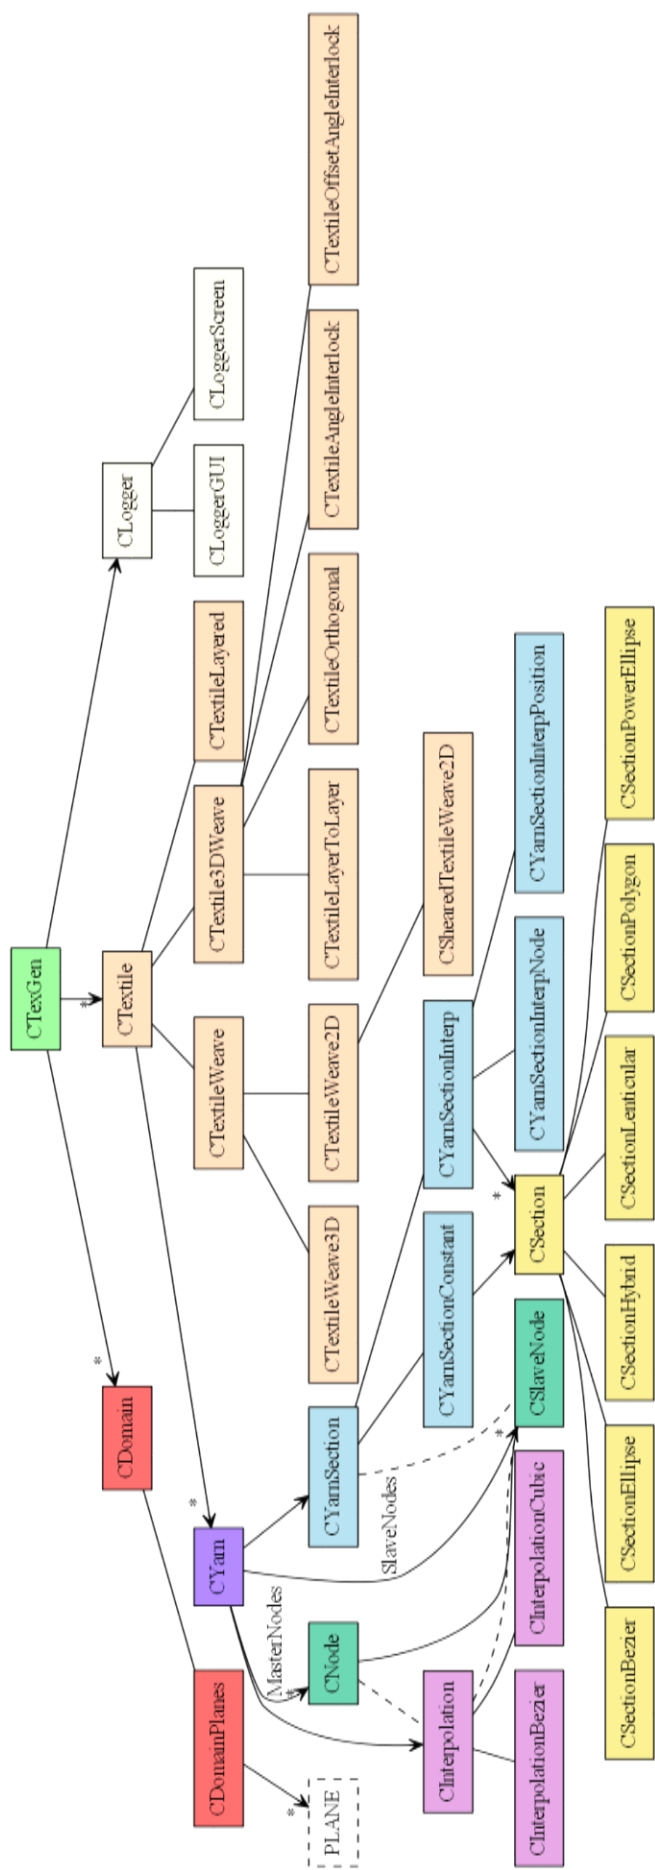 CTexGen
*
*
CDomain
CTextile
CLogger
*
CDomainPlanes
CYarn
CTextileWeave
CTextile3DWeave
CTextileLayered
CLoggerGUI
CLoggerScreen
MasterNodes
*
*
PLANE
CNode
CYarnSection
CTextileWeave3D
CTextileWeave2D
CTextileLayerToLayer
CTextileOrthogonal
CTextileAngleInterlock
CTextileOffsetAngleInterlock
SlaveNodes
CInterpolation
CYarnSectionConstant
CYarnSectionInterp
CShearedTextileWeave2D
*
*
CInterpolationBezier
CInterpolationCubic
CSlaveNode
CSection
CYarnSectionInterpNode
CYarnSectionInterpPosition
CSectionBezier
CSectionEllipse
CSectionHybrid
CSectionLenticular
CSectionPolygon
CSectionPowerEllipse